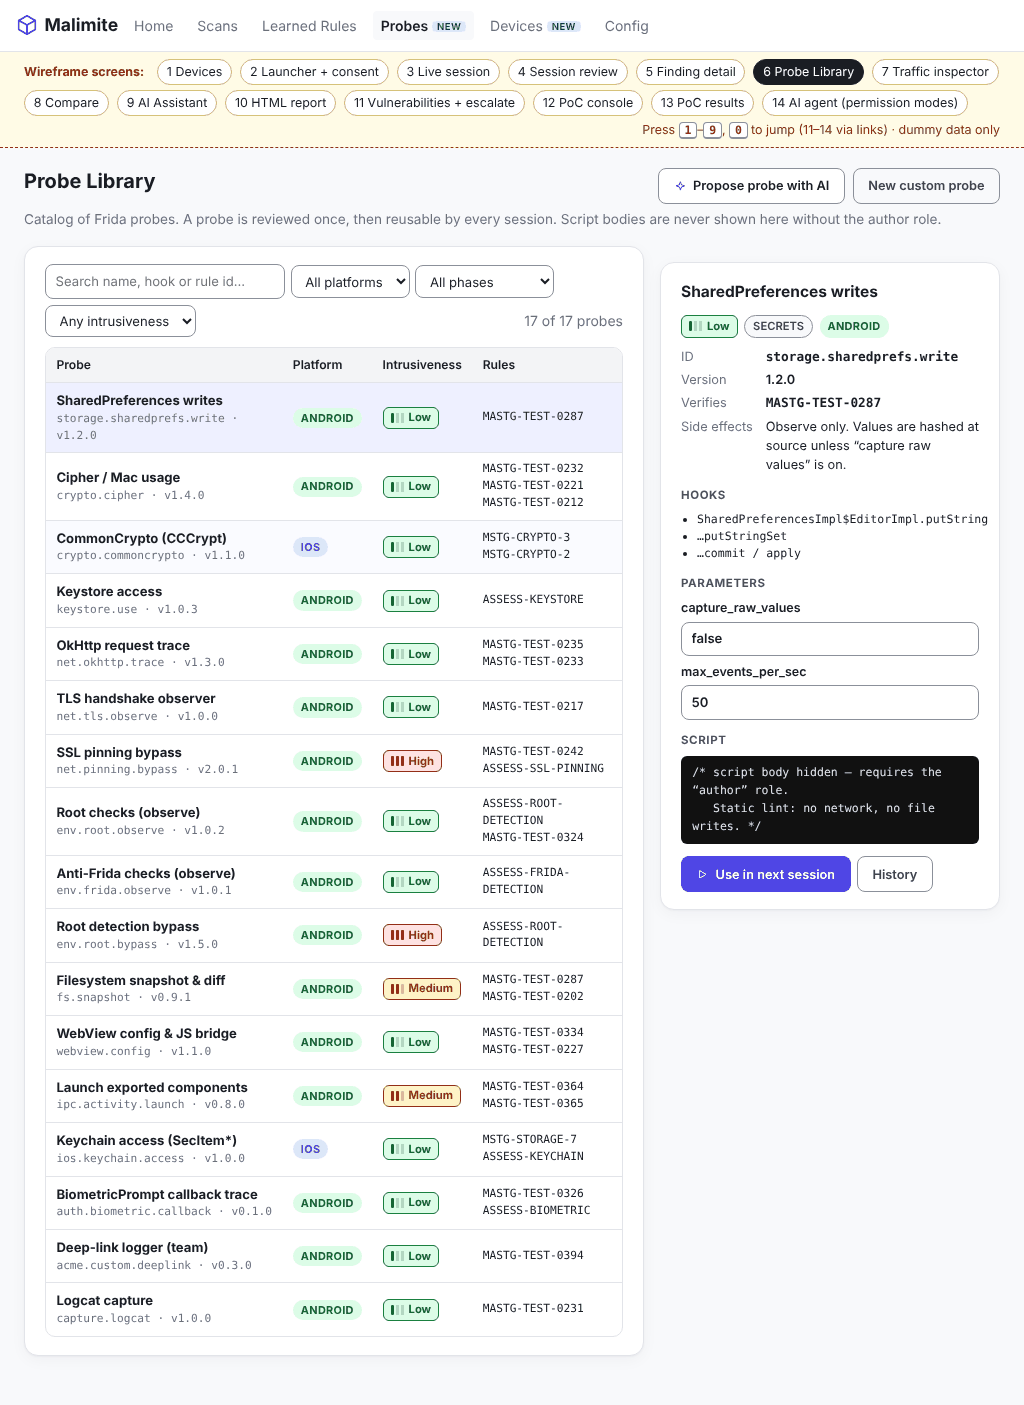 Malimite
Home
Scans
Learned Rules
Probes NEW
Devices NEW
Config
Wireframe screens:
1 Devices
2 Launcher + consent
3 Live session
4 Session review
5 Finding detail
6 Probe Library
7 Traffic inspector
8 Compare
9 AI Assistant
10 HTML report
11 Vulnerabilities + escalate
12 PoC console
13 PoC results
14 AI agent (permission modes)
Press 1–9, 0 to jump (11–14 via links) · dummy data only
Probe Library
Propose probe with AI
New custom probe
Catalog of Frida probes. A probe is reviewed once, then reusable by every session. Script bodies are never shown here without the author role.
Search name, hook or rule id…
All platforms
All phases
Any intrusiveness
17 of 17 probes
Probe Platform Intrusiveness Rules
SharedPreferences writes
storage.sharedprefs.write ·
v1.2.0
ANDROID
Low
MASTG-TEST-0287
Cipher / Mac usage
crypto.cipher · v1.4.0
ANDROID
Low
MASTG-TEST-0232
MASTG-TEST-0221
MASTG-TEST-0212
CommonCrypto (CCCrypt)
crypto.commoncrypto · v1.1.0
IOS
Low
MSTG-CRYPTO-3
MSTG-CRYPTO-2
Keystore access
keystore.use · v1.0.3
ANDROID
Low
ASSESS-KEYSTORE
OkHttp request trace
net.okhttp.trace · v1.3.0
ANDROID
Low
MASTG-TEST-0235
MASTG-TEST-0233
TLS handshake observer
net.tls.observe · v1.0.0
ANDROID
Low
MASTG-TEST-0217
SSL pinning bypass
net.pinning.bypass · v2.0.1
ANDROID
High
MASTG-TEST-0242
ASSESS-SSL-PINNING
Root checks (observe)
env.root.observe · v1.0.2
ANDROID
Low
ASSESS-ROOT-
DETECTION
MASTG-TEST-0324
Anti-Frida checks (observe)
env.frida.observe · v1.0.1
ANDROID
Low
ASSESS-FRIDA-
DETECTION
Root detection bypass
env.root.bypass · v1.5.0
ANDROID
High
ASSESS-ROOT-
DETECTION
Filesystem snapshot & diff
fs.snapshot · v0.9.1
ANDROID
Medium
MASTG-TEST-0287
MASTG-TEST-0202
WebView config & JS bridge
webview.config · v1.1.0
ANDROID
Low
MASTG-TEST-0334
MASTG-TEST-0227
Launch exported components
ipc.activity.launch · v0.8.0
ANDROID
Medium
MASTG-TEST-0364
MASTG-TEST-0365
Keychain access (SecItem*)
ios.keychain.access · v1.0.0
IOS
Low
MSTG-STORAGE-7
ASSESS-KEYCHAIN
BiometricPrompt callback trace
auth.biometric.callback · v0.1.0
ANDROID
Low
MASTG-TEST-0326
ASSESS-BIOMETRIC
Deep-link logger (team)
acme.custom.deeplink · v0.3.0
ANDROID
Low
MASTG-TEST-0394
Logcat capture
capture.logcat · v1.0.0
ANDROID
Low
MASTG-TEST-0231
SharedPreferences writes
Low
SECRETS
ANDROID
ID storage.sharedprefs.write
Version 1.2.0
Verifies MASTG-TEST-0287
Side effects Observe only. Values are hashed at
source unless “capture raw
values” is on.
HOOKS
• SharedPreferencesImpl$EditorImpl.putString
• …putStringSet
• …commit / apply
PARAMETERS
capture_raw_values
false
max_events_per_sec
50
SCRIPT
/* script body hidden — requires the
“author” role.
Static lint: no network, no file
writes. */
Use in next session
History